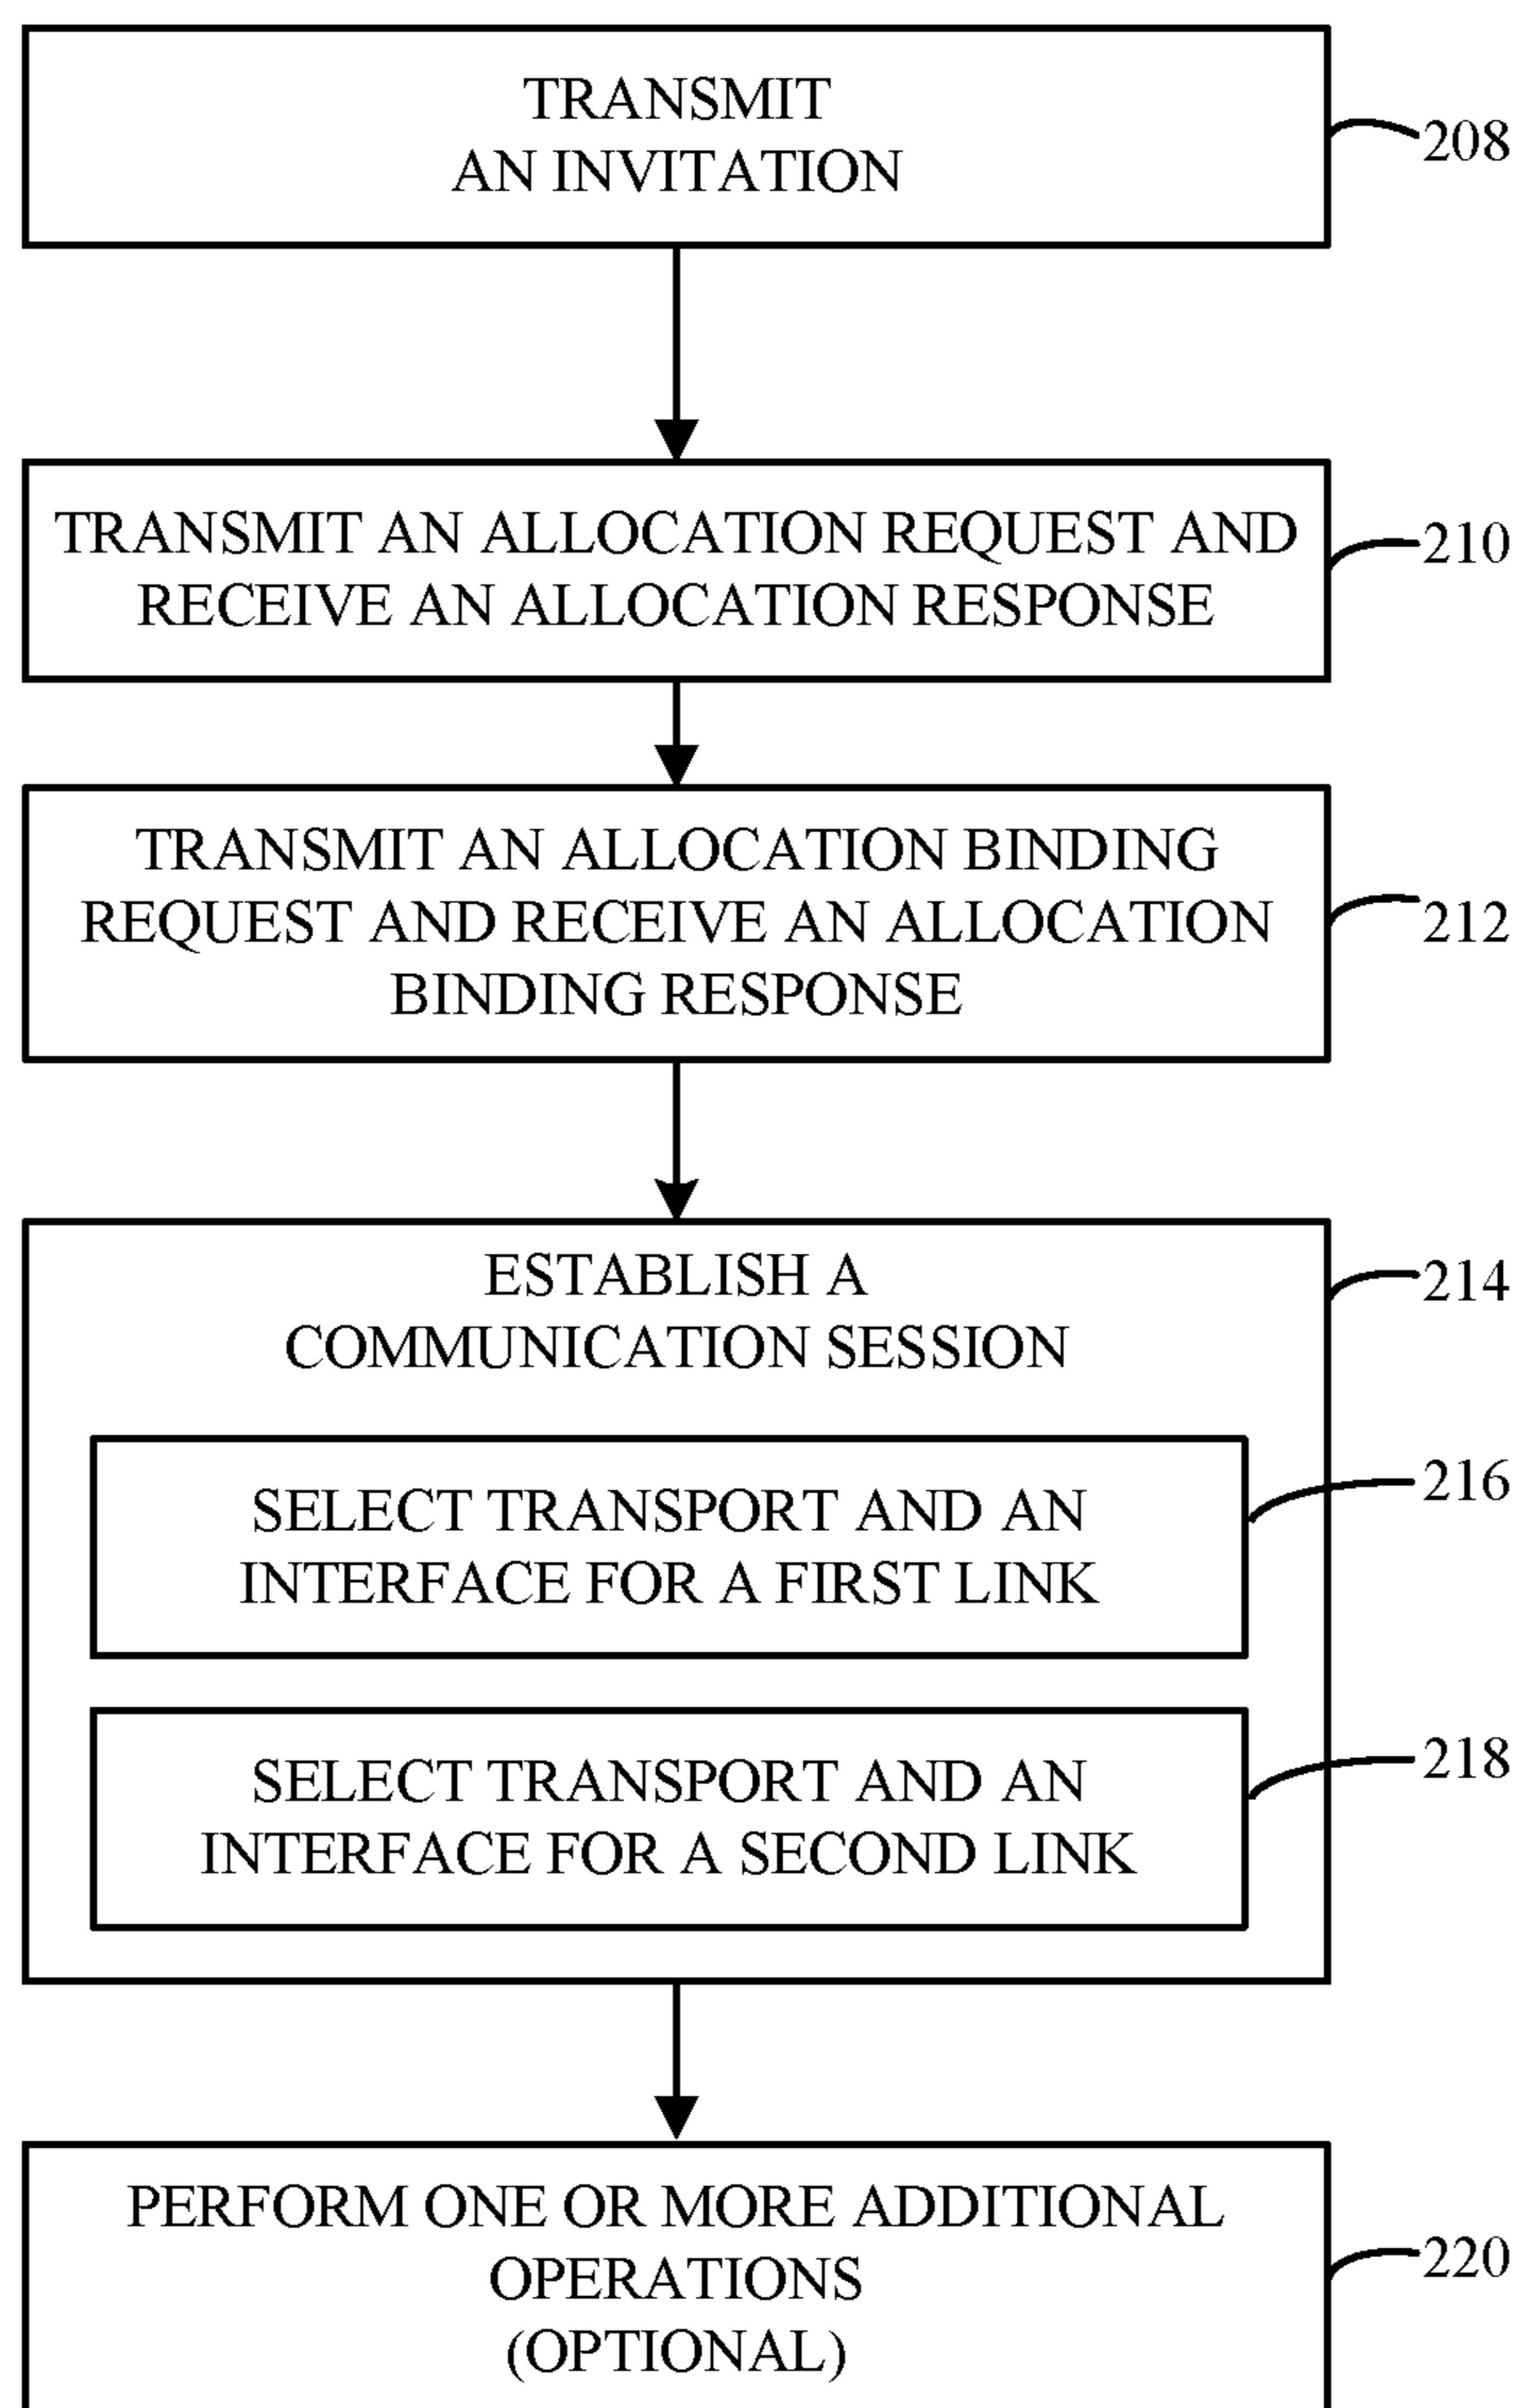 TRANSMIT
AN INVITATION
208
TRANSMIT AN ALLOCATION REQUEST AND
RECEIVE AN ALLOCATION RESPONSE
210
TRANSMIT AN ALLOCATION BINDING
REQUEST AND RECEIVE AN ALLOCATION
BINDING RESPONSE
212
ESTABLISH A
COMMUNICATION SESSION
214
SELECT TRANSPORT AND AN
INTERFACE FOR A FIRST LINK
216
SELECT TRANSPORT AND AN
INTERFACE FOR A SECOND LINK
218
PERFORM ONE OR MORE ADDITIONAL
OPERATIONS
(OPTIONAL)
220